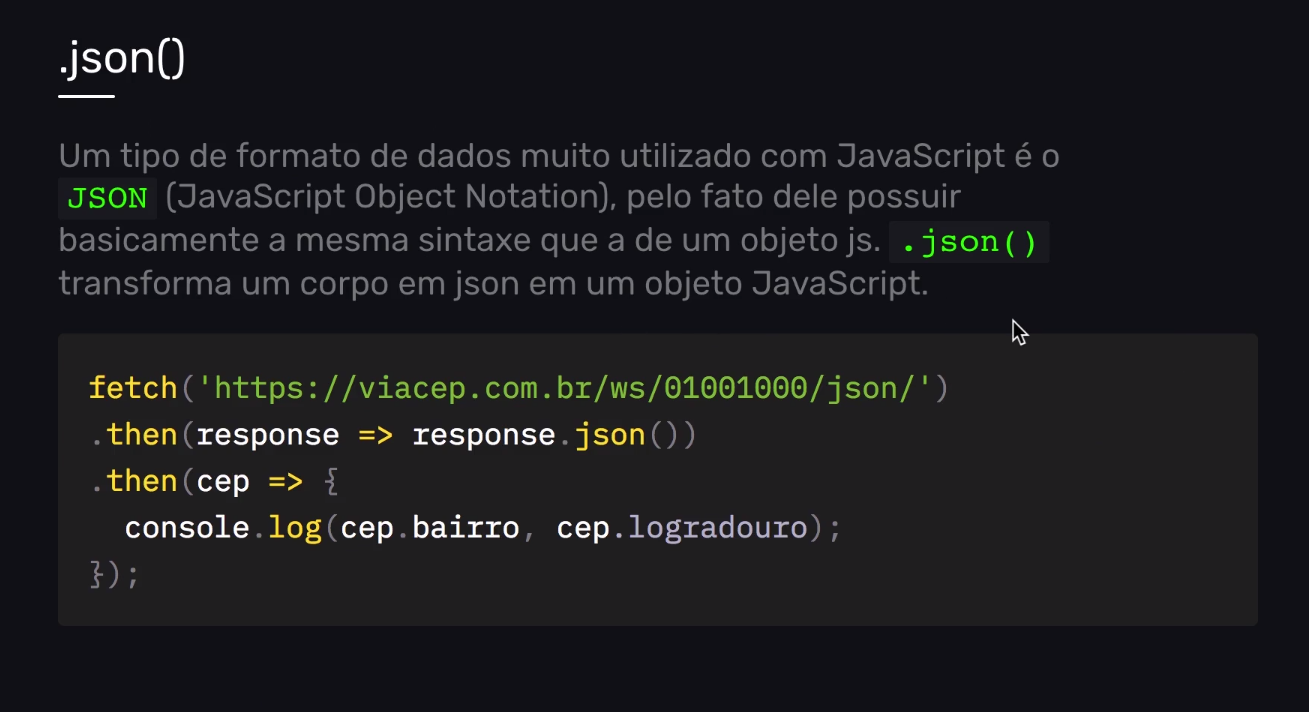 .json()
Um tipo de formato de dados muito utilizado com JavaScript é o
JSON (JavaScript Object Notation), pelo fato dele possuir
basicamente a mesma sintaxe que a de um objeto js. .json()
transforma um corpo em json em um objeto JavaScript.
fetch('https://viacep.com.br/ws/01001000/json/')
.then(response => response.json())
.then(cep => {
  console.log(cep.bairro, cep.logradouro);
});